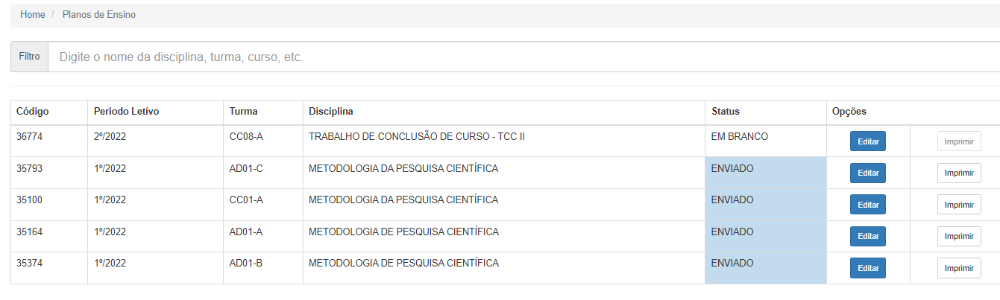 Home / Planos de Ensino
Filtro Digite o nome da disciplina, turma, curso, etc.
Código Período Letivo Turma Disciplina Status Opções
36774 2º/2022 CC08-A TRABALHO DE CONCLUSÃO DE CURSO - TCC II EM BRANCO Editar Imprimir
35793 1º/2022 AD01-C METODOLOGIA DA PESQUISA CIENTÍFICA ENVIADO Editar Imprimir
35100 1º/2022 CC01-A METODOLOGIA DA PESQUISA CIENTÍFICA ENVIADO Editar Imprimir
35164 1º/2022 AD01-A METODOLOGIA DE PESQUISA CIENTÍFICA ENVIADO Editar Imprimir
35374 1º/2022 AD01-B METODOLOGIA DE PESQUISA CIENTÍFICA ENVIADO Editar Imprimir